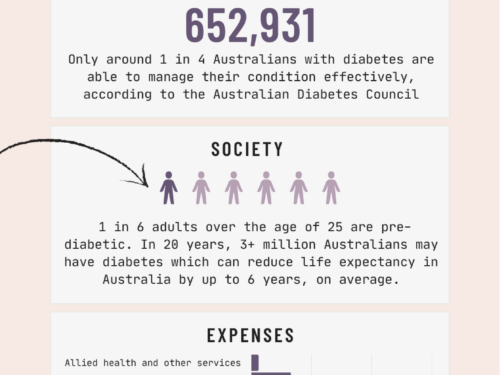 652,931
Only around 1 in 4 Australians with diabetes are
able to manage their condition effectively,
according to the Australian Diabetes Council
SOCIETY
1 in 6 adults over the age of 25 are pre-
diabetic. In 20 years, 3+ million Australians may
have diabetes which can reduce life expectancy in
Australia by up to 6 years, on average.
EXPENSES
Allied health and other services